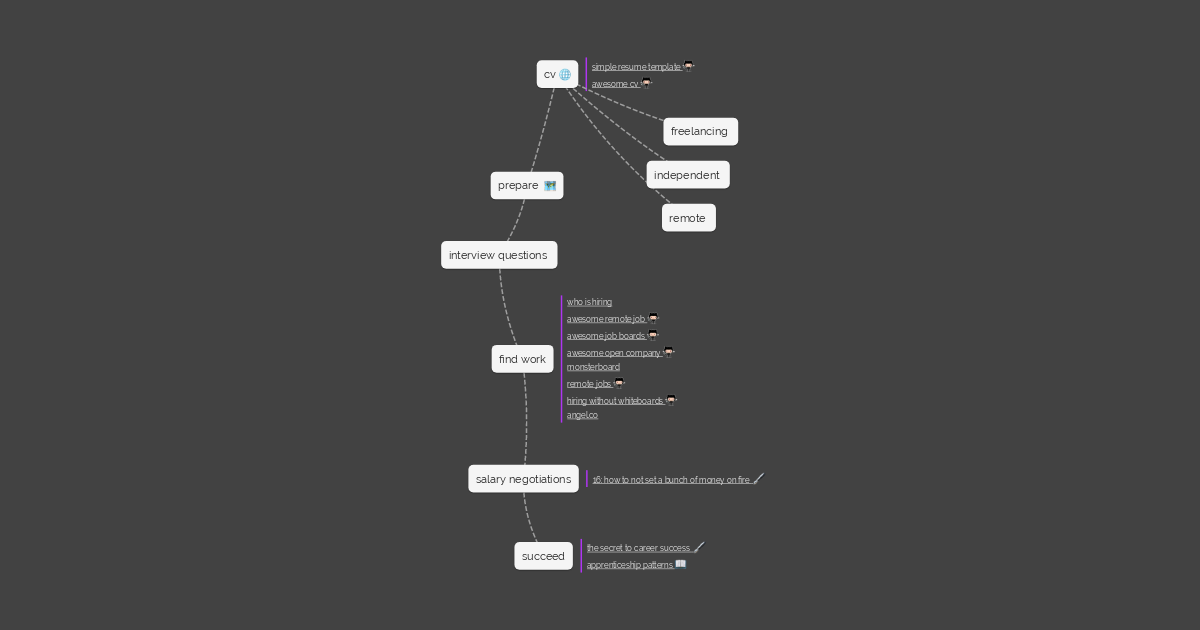 cv
simple resume template
awesome cv
freelancing
independent
remote
prepare
interview questions
who is hiring
awesome remote job
awesome job boards
awesome open company
monsterboard
find work
remote jobs
hiring without whiteboards
angel.co
salary negotiations
16: how to not set a bunch of money on fire
the secret to career success
succeed
apprenticeship patterns